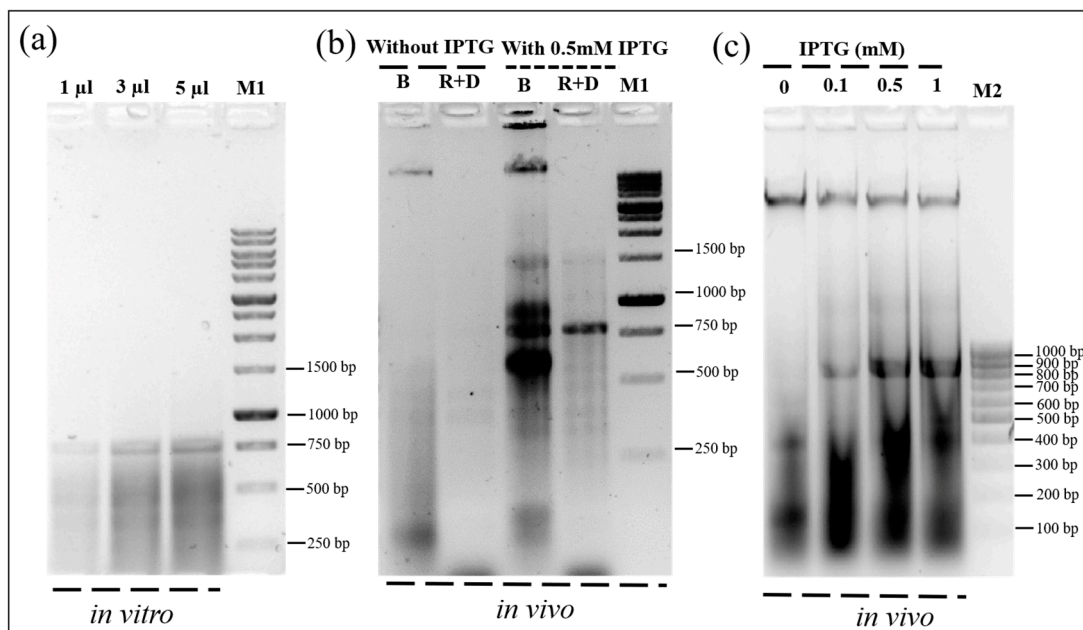 (a)
1 µl 3 µl 5 µl M1
1500 bp
1000 bp
750 bp
500 bp
250 bp
in vitro
(b)
Without IPTG With 0.5mM IPTG
B R+D B R+D M1
1500 bp
1000 bp
750 bp
500 bp
250 bp
in vivo
(c)
IPTG (mM)
0 0.1 0.5 1 M2
1000 bp
900 bp
800 bp
700 bp
600 bp
500 bp
400 bp
300 bp
200 bp
100 bp
in vivo